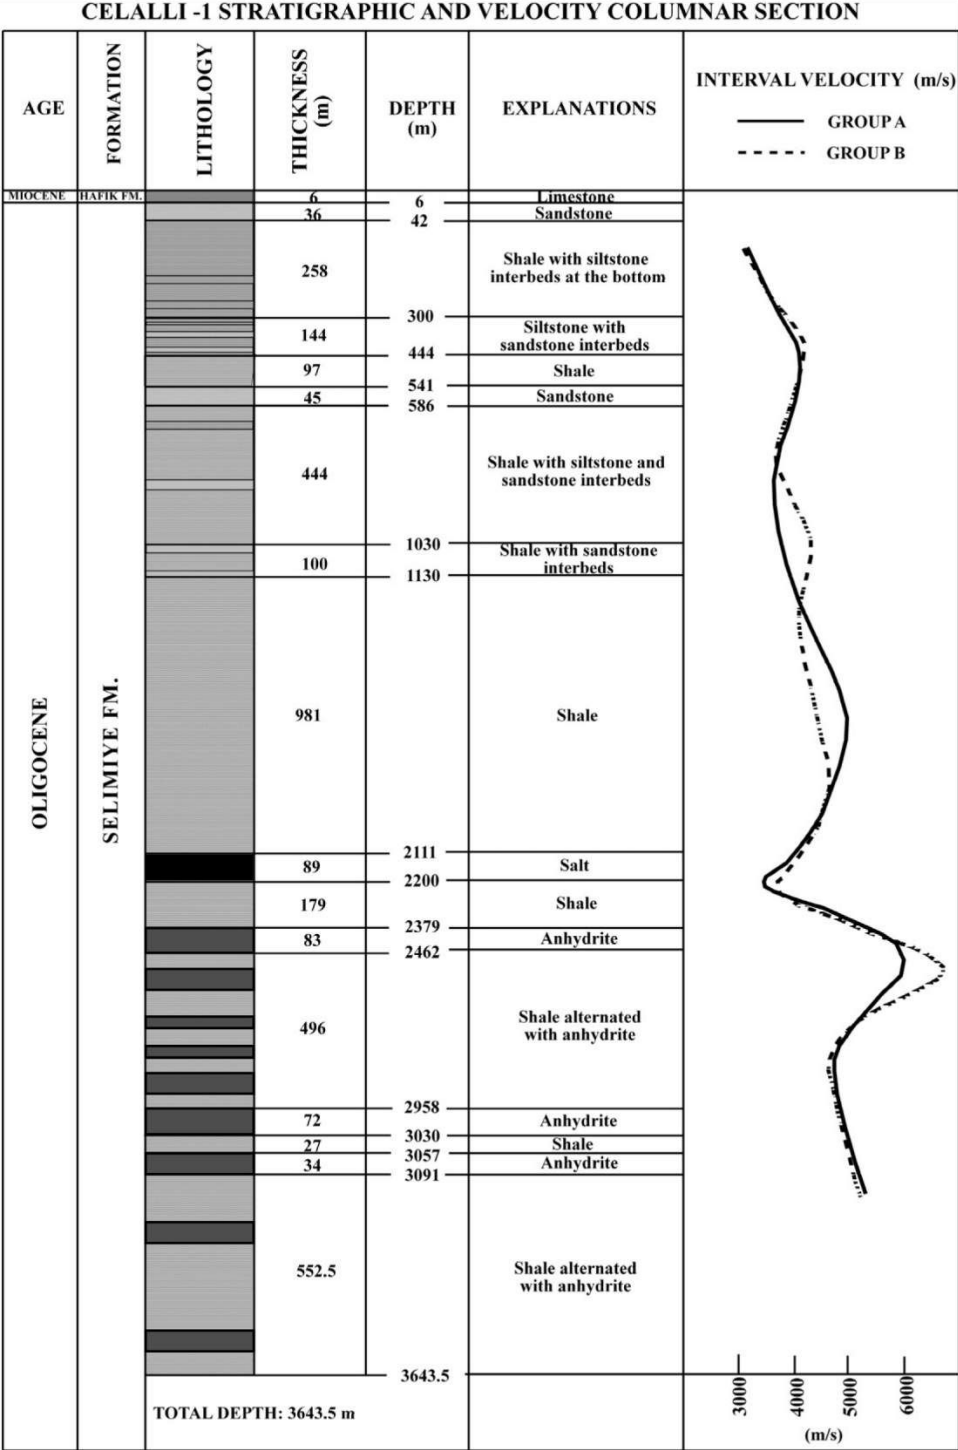 CELALLI -1 STRATIGRAPHIC AND VELOCITY COLUMNAR SECTION
AGE
FORMATION
LITHOLOGY
THICKNESS
(m)
DEPTH
(m)
EXPLANATIONS
INTERVAL VELOCITY (m/s)
GROUP A
GROUP B
MIOCENE
HAFIK FM.
6
6
Limestone
36
Sandstone
42
258
Shale with siltstone
interbeds at the bottom
300
144
Siltstone with
sandstone interbeds
444
97
Shale
541
45
Sandstone
586
444
Shale with siltstone and
sandstone interbeds
1030
100
Shale with sandstone
interbeds
1130
OLIGOCENE
SELIMIYE FM.
981
Shale
2111
89
Salt
2200
179
Shale
2379
83
Anhydrite
2462
496
Shale alternated
with anhydrite
2958
72
Anhydrite
3030
27
Shale
3057
34
Anhydrite
3091
552.5
Shale alternated
with anhydrite
3643.5
TOTAL DEPTH: 3643.5 m
3000
4000
5000
6000
(m/s)